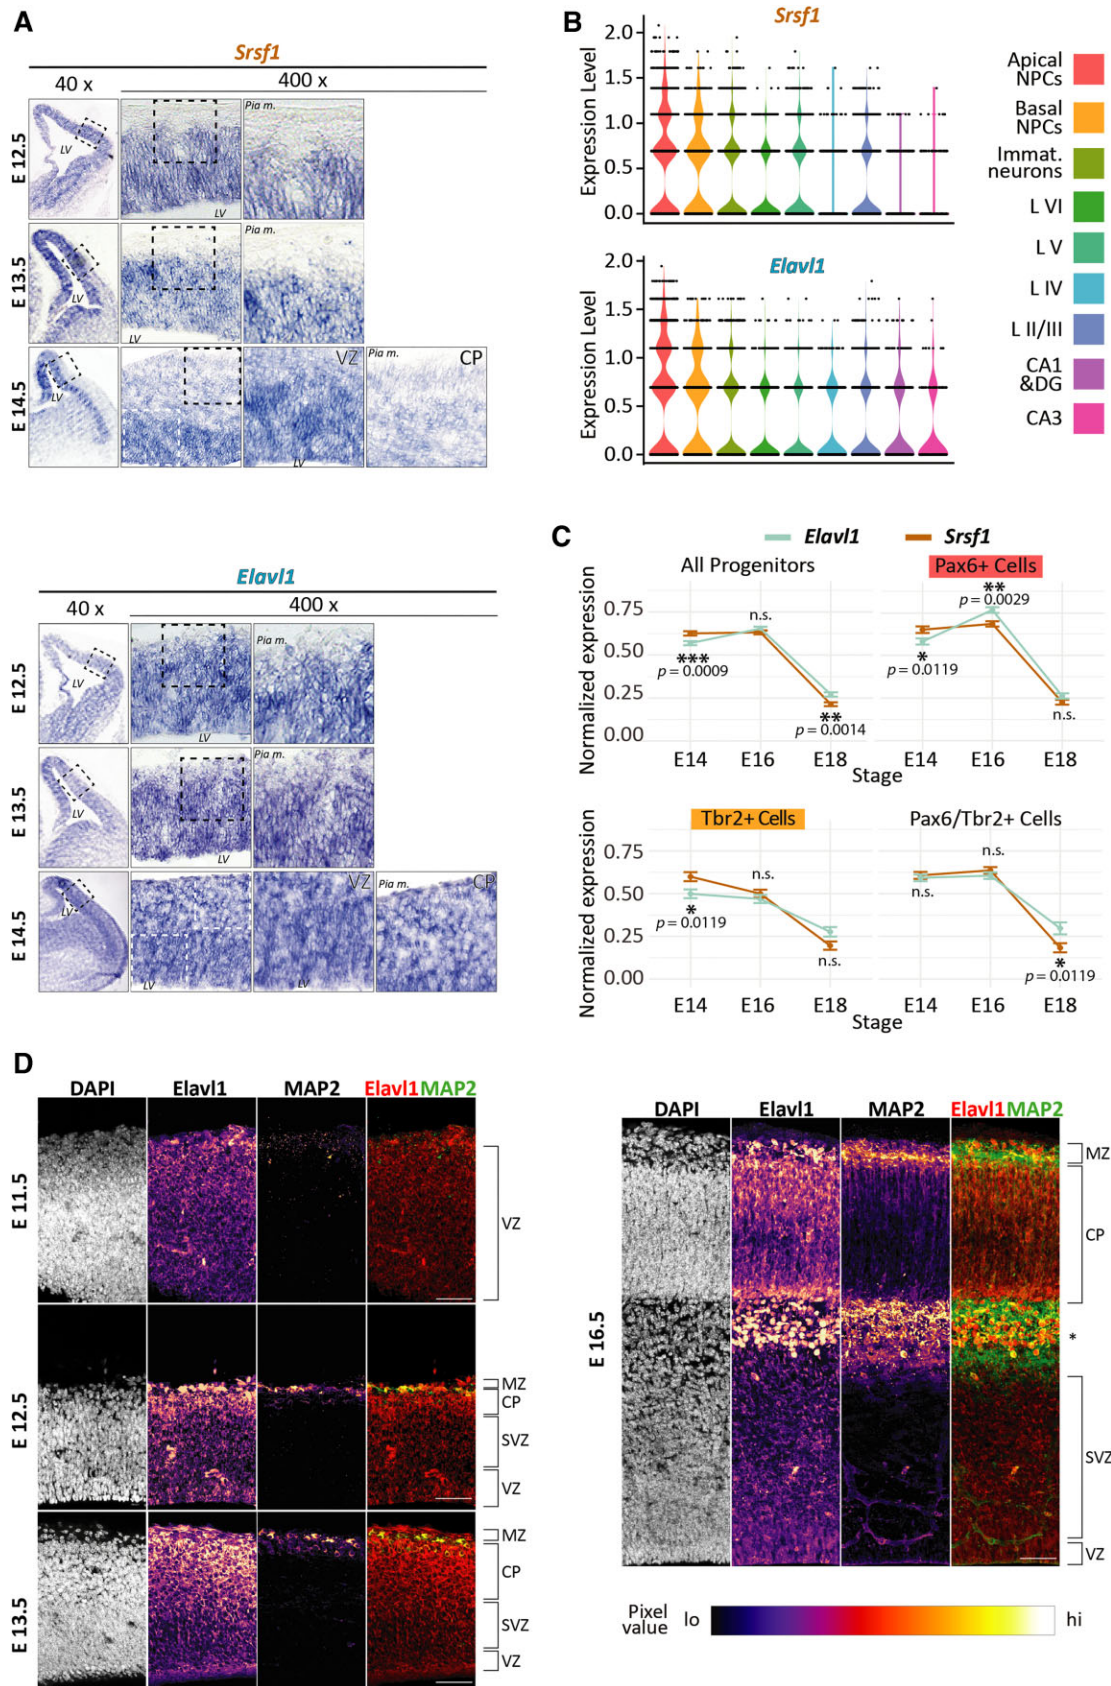 A
Srsf1
40 x
400 x
E 12.5
LV
LV
Pia m.
E 13.5
LV
LV
Pia m.
E 14.5
LV
VZ
LV
Pia m.
CP
Elavl1
40 x
400 x
E 12.5
LV
LV
Pia m.
E 13.5
LV
LV
Pia m.
E 14.5
LV
LV
VZ
LV
Pia m.
CP
B
Srsf1
Expression Level
2.0
1.5
1.0
0.5
0.0
Elavl1
Expression Level
2.0
1.5
1.0
0.5
0.0
Apical
NPCs
Basal
NPCs
Immat.
neurons
L VI
L V
L IV
L II/III
CA1
&DG
CA3
C
Elavl1
Srsf1
All Progenitors
Pax6+ Cells
Normalized expression
0.75
0.50
0.25
0.00
n.s.
***
p = 0.0009
**
p = 0.0014
**
p = 0.0029
*
p = 0.0119
n.s.
E14 E16 E18
E14 E16 E18
Stage
Tbr2+ Cells
Pax6/Tbr2+ Cells
Normalized expression
0.75
0.50
0.25
0.00
n.s.
*
p = 0.0119
n.s.
n.s.
n.s.
*
p = 0.0119
E14 E16 E18
E14 E16 E18
Stage
D
DAPI Elavl1 MAP2 Elavl1 MAP2
E 11.5
VZ
E 12.5
MZ
CP
SVZ
VZ
E 13.5
MZ
CP
SVZ
VZ
DAPI Elavl1 MAP2 Elavl1 MAP2
E 16.5
MZ
CP
*
SVZ
VZ
Pixel
value
lo
hi